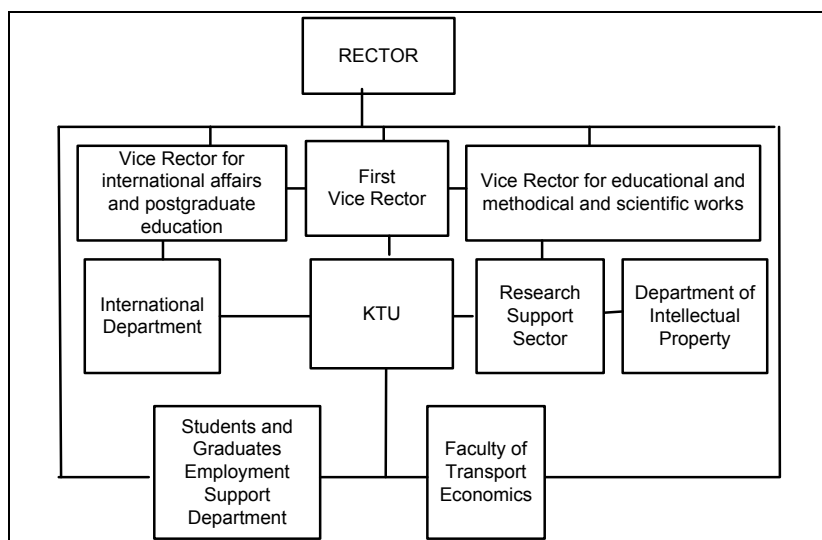 RECTOR
Vice Rector for
international affairs
and postgraduate
education
First
Vice Rector
Vice Rector for educational and
methodical and scientific works
International
Department
KTU
Research
Support
Sector
Department of
Intellectual
Property
Students and
Graduates
Employment
Support
Department
Faculty of
Transport
Economics